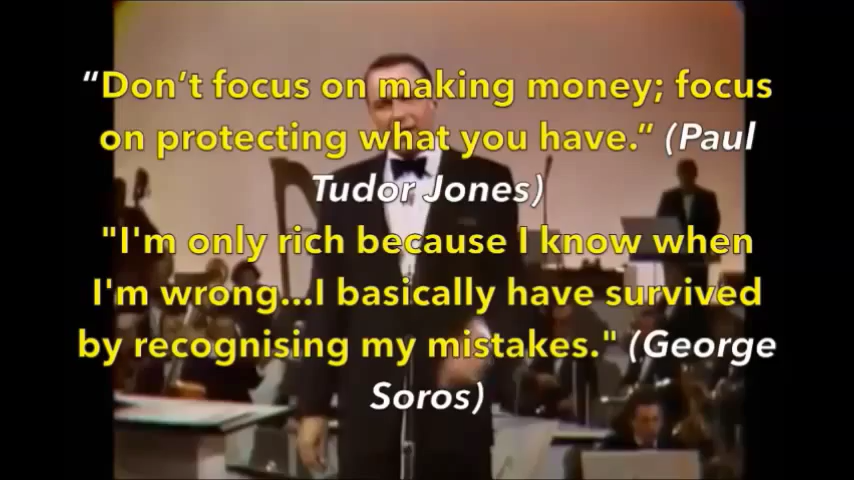 “Don’t focus on making money; focus
on protecting what you have.” (Paul
Tudor Jones)
"I'm only rich because I know when
I'm wrong...I basically have survived
by recognising my mistakes." (George
Soros)